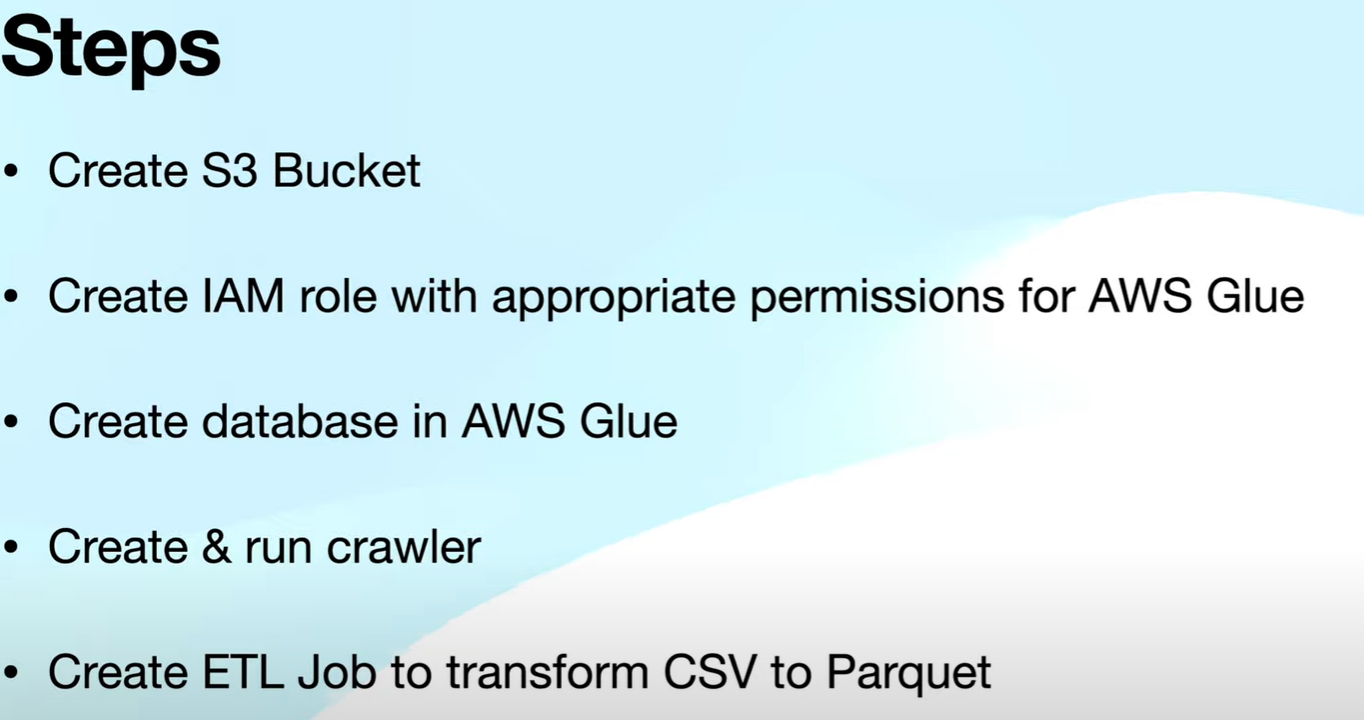 Steps
• Create S3 Bucket
• Create IAM role with appropriate permissions for AWS Glue
• Create database in AWS Glue
• Create & run crawler
• Create ETL Job to transform CSV to Parquet